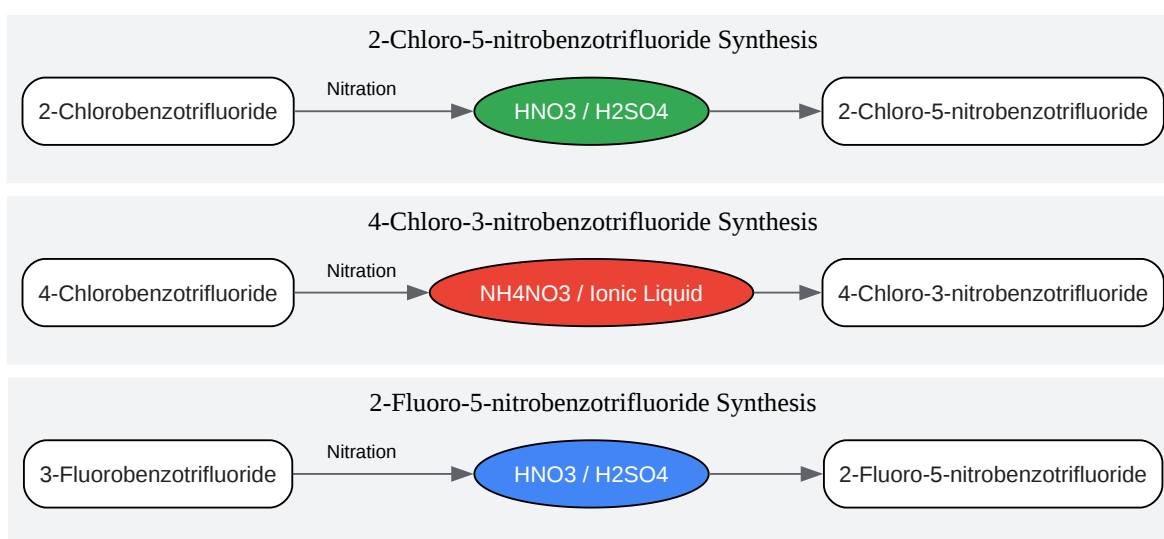 2-Chloro-5-nitrobenzotrifluoride Synthesis
2-Chlorobenzotrifluoride
Nitration
HNO3 / H2SO4
2-Chloro-5-nitrobenzotrifluoride
4-Chloro-3-nitrobenzotrifluoride Synthesis
4-Chlorobenzotrifluoride
Nitration
NH4NO3 / Ionic Liquid
4-Chloro-3-nitrobenzotrifluoride
2-Fluoro-5-nitrobenzotrifluoride Synthesis
3-Fluorobenzotrifluoride
Nitration
HNO3 / H2SO4
2-Fluoro-5-nitrobenzotrifluoride